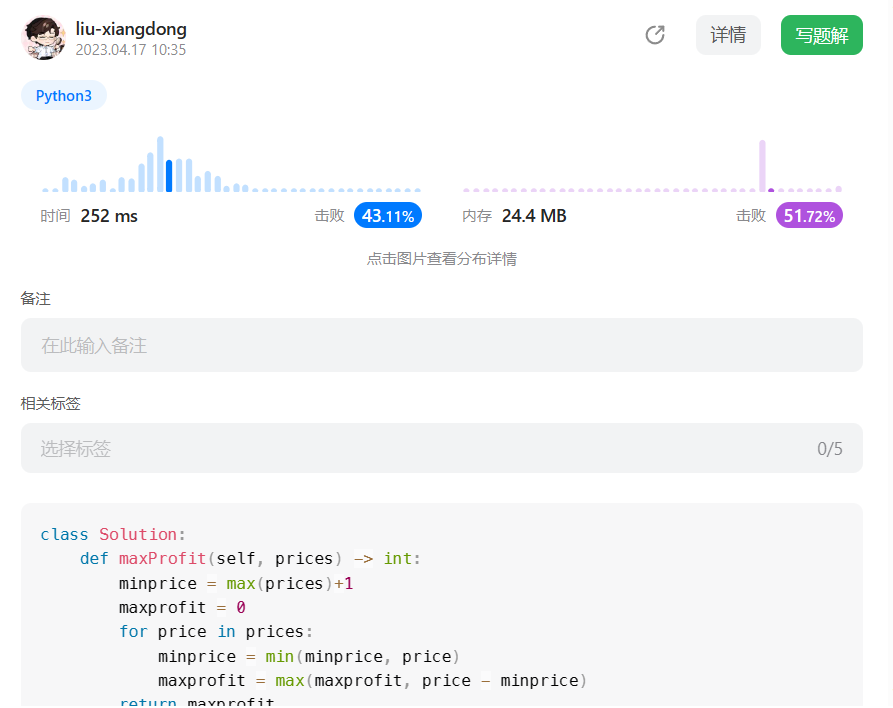 liu-xiangdong
2023.04.17 10:35
详情
写题解
Python3
时间 252 ms 击败 43.11%
内存 24.4 MB 击败 51.72%
点击图片查看分布详情
备注
在此输入备注
相关标签
选择标签 0/5
class Solution:
    def maxProfit(self, prices) -> int:
        minprice = max(prices)+1
        maxprofit = 0
        for price in prices:
            minprice = min(minprice, price)
            maxprofit = max(maxprofit, price - minprice)
        return maxprofit